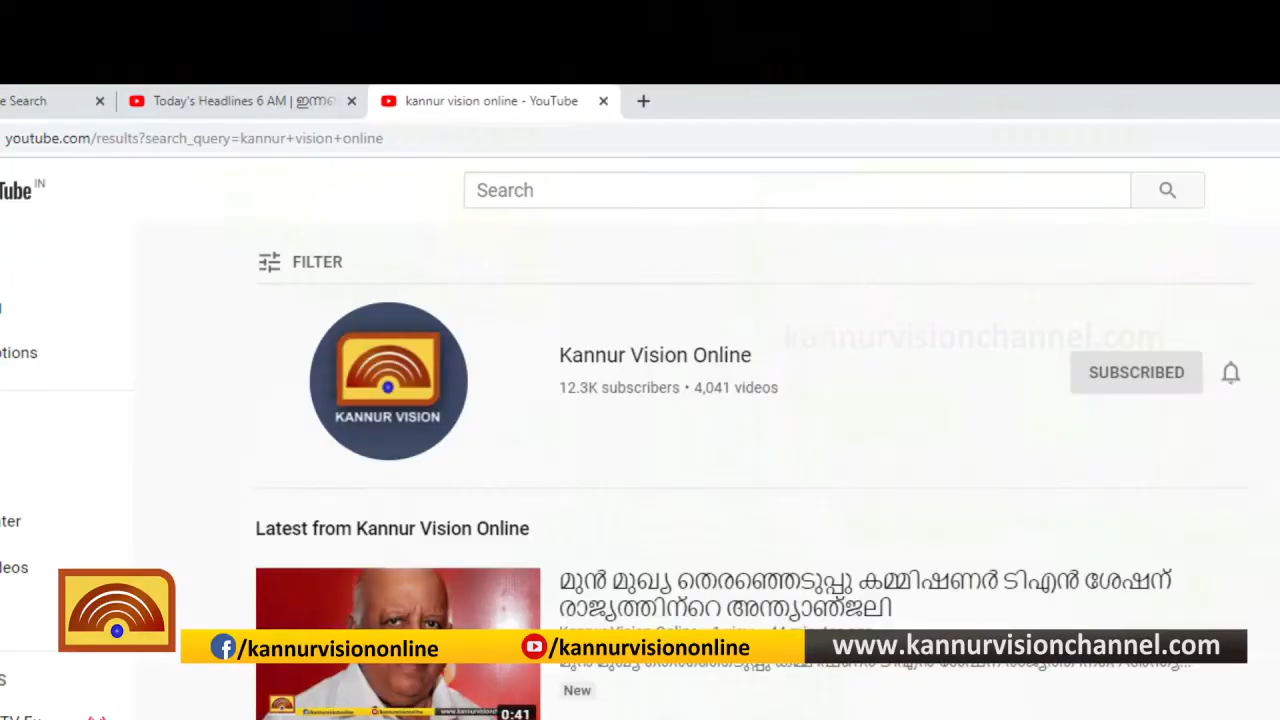 e Search
Today's Headlines 6 AM | ഇന്നത്
kannur vision online - YouTube
youtube.com/results?search_query=kannur+vision+online
Tube IN
Search
FILTER
kannurvisionchannel.com
KANNUR VISION
Kannur Vision Online
12.3K subscribers • 4,041 videos
SUBSCRIBED
otions
Latest from Kannur Vision Online
ter
eos
മുൻ മുഖ്യ തെരഞ്ഞെടുപ്പു കമ്മിഷണർ ടിഎൻ ശേഷന്
രാജ്യത്തിന്റെ അന്ത്യാഞ്ജലി
/kannurvisiononline
/kannurvisiononline
www.kannurvisionchannel.com
New
S
0:41